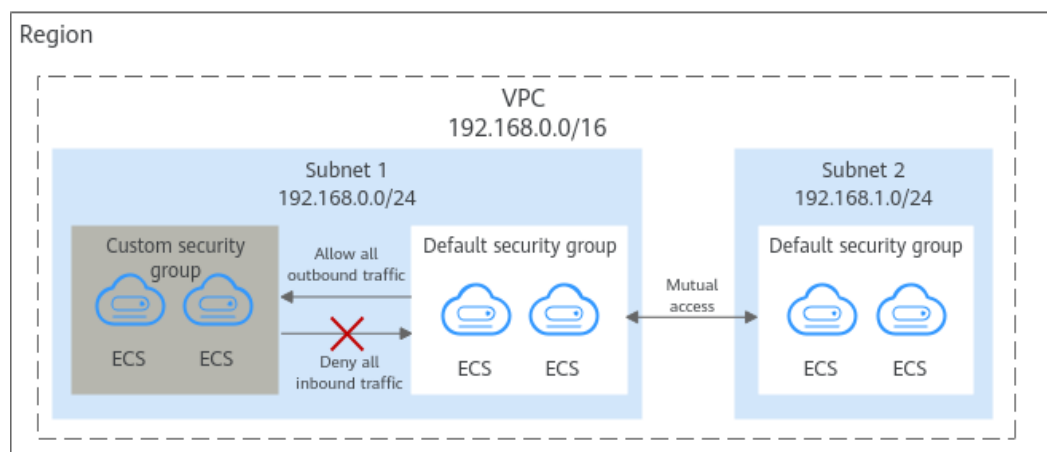 Region
VPC
192.168.0.0/16
Subnet 1
192.168.0.0/24
Custom security
group
ECS
ECS
Allow all
outbound traffic
Deny all
inbound traffic
Default security group
ECS
ECS
Mutual
access
Subnet 2
192.168.1.0/24
Default security group
ECS
ECS